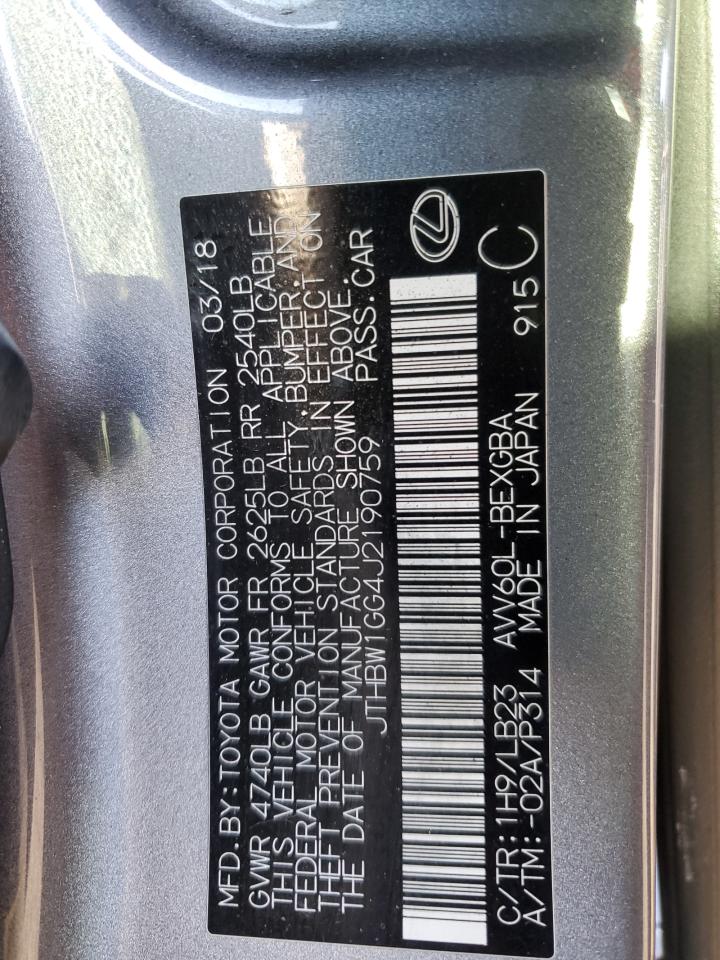 MFD.BY:TOYOTA MOTOR CORPORATION 03/18
GVWR 4740LB GAWR FR 2625LB RR 2540LB
THIS VEHICLE CONFORMS TO ALL APPLICABLE
FEDERAL MOTOR VEHICLE SAFETY,BUMPER,AND
THEFT PREVENTION STANDARDS IN EFFECT ON
THE DATE OF MANUFACTURE SHOWN ABOVE.
JTHBW1GG4J2190759 PASS.CAR
C/TR:1H9/LB23 AVV60L-BEXGBA 915
A/TM:-02A/P314 MADE IN JAPAN C